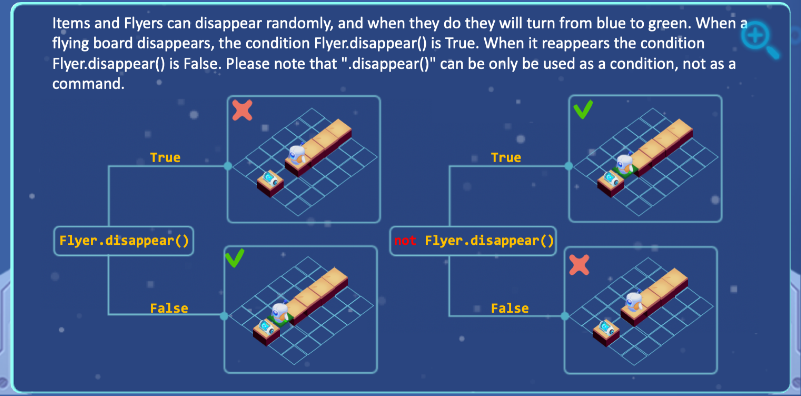 Items and Flyers can disappear randomly, and when they do they will turn from blue to green. When a
flying board disappears, the condition Flyer.disappear() is True. When it reappears the condition
Flyer.disappear() is False. Please note that ".disappear()" can be only be used as a condition, not as a
command.
True
True
Flyer.disappear()
not Flyer.disappear()
False
False